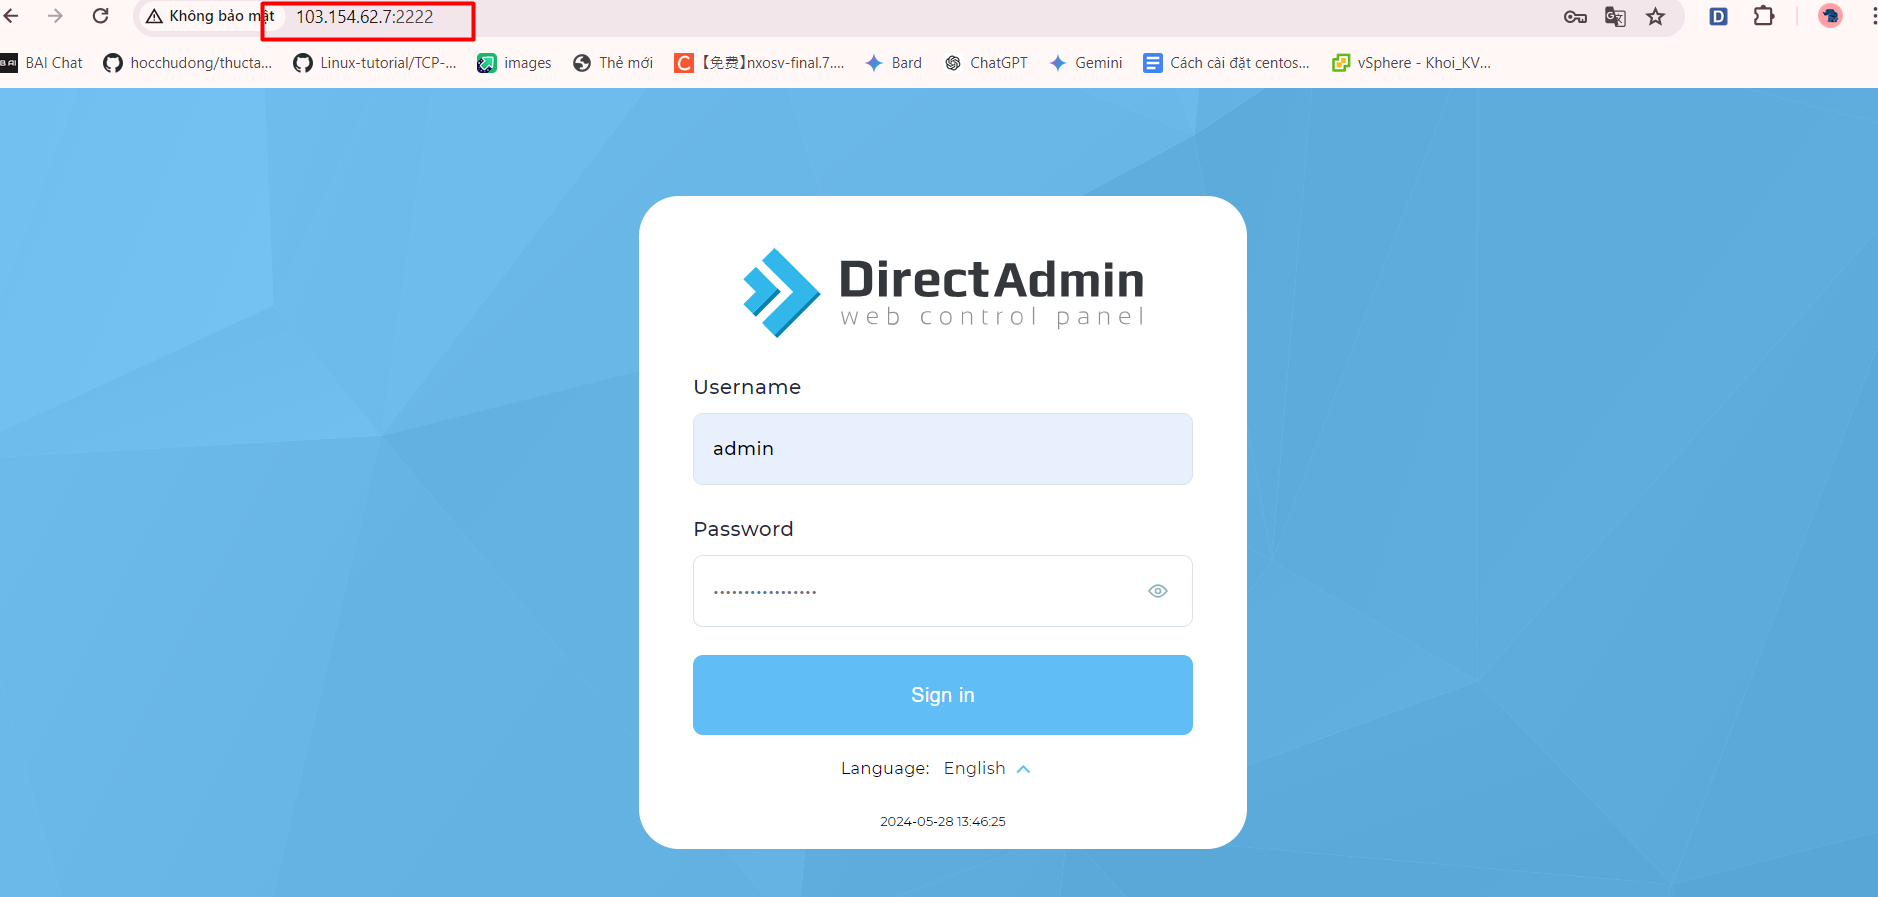 Không bảo mật 103.154.62.7:2222
BAI Chat hocchudong/thucta... Linux-tutorial/TCP-... images Thẻ mới 【免费】nxosv-final.7.... Bard ChatGPT Gemini Cách cài đặt centos... vSphere - Khoi_KV...
DirectAdmin
web control panel
Username
admin
Password
Sign in
Language: English
2024-05-28 13:46:25